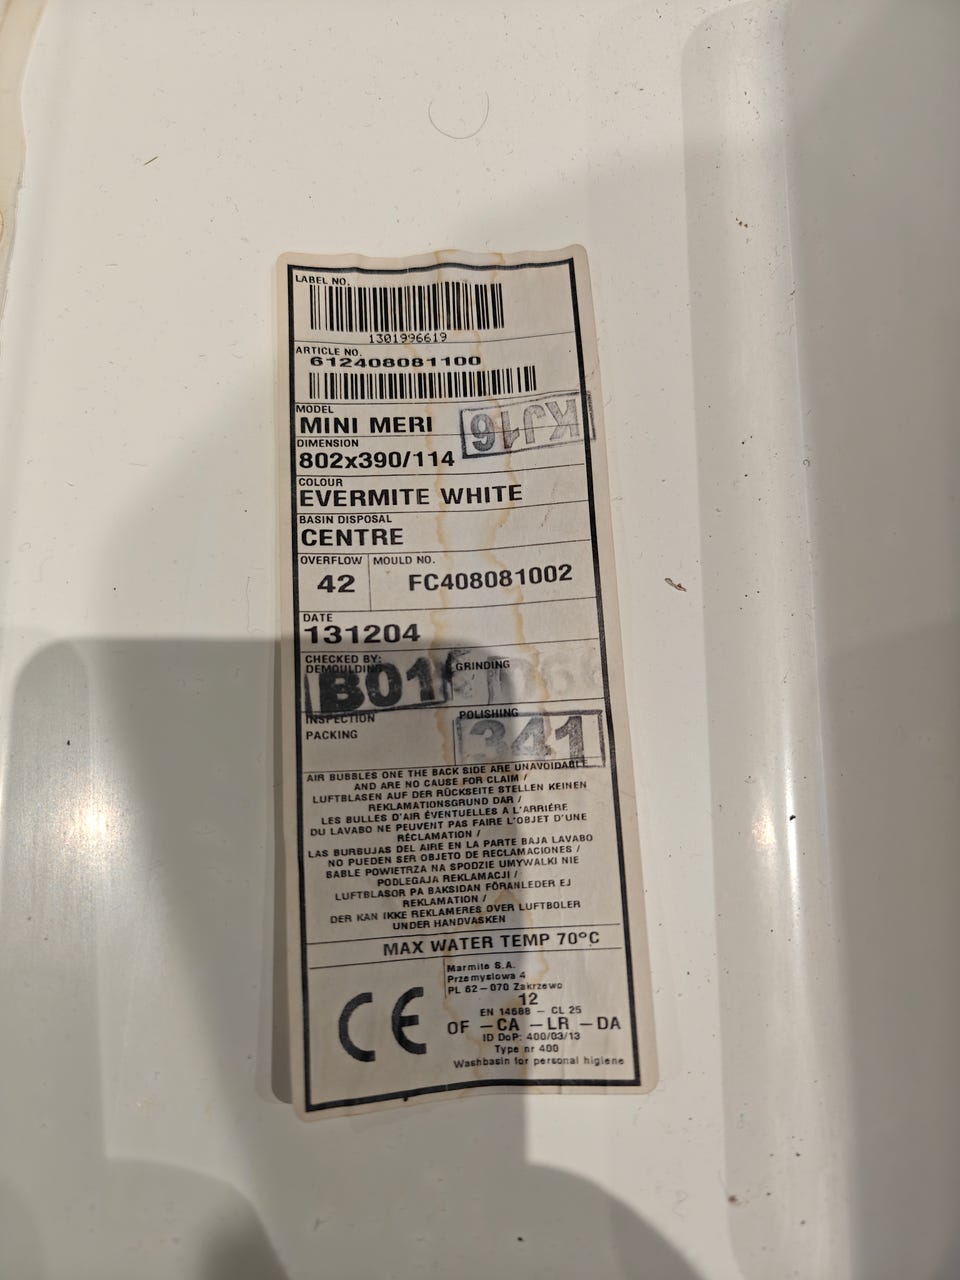 LABEL NO.
1301996619
ARTICLE NO.
612408081100
MODEL
MINI MERI
KJ16
DIMENSION
802x390/114
COLOUR
EVERMITE WHITE
BASIN DISPOSAL
CENTRE
OVERFLOW MOULD NO.
42 FC408081002
DATE
131204
CHECKED BY:
DEMOULDING GRINDING
B01
INSPECTION POLISHING
PACKING 341
AIR BUBBLES ONE THE BACK SIDE ARE UNAVOIDABLE
AND ARE NO CAUSE FOR CLAIM /
LUFTBLASEN AUF DER RÜCKSEITE STELLEN KEINEN
REKLAMATIONSGRUND DAR /
LES BULLES D'AIR ÉVENTUELLES A L'ARRIÉRE
DU LAVABO NE PEUVENT PAS FAIRE L'OBJET D'UNE
RÉCLAMATION /
LAS BURBUJAS DEL AIRE EN LA PARTE BAJA LAVABO
NO PUEDEN SER OBJETO DE RECLAMACIONES /
BABLE POWIETRZA NA SPODZIE UMYWALKI NIE
PODLEGAJA REKLAMACJI /
LUFTBLASOR PA BAKSIDAN FÖRANLEDER EJ
REKLAMATION /
DER KAN IKKE REKLAMERES OVER LUFTBOLER
UNDER HANDVASKEN
MAX WATER TEMP 70°C
CE
Marmite S.A.
Przemyslowa 4
PL 62-070 Zakrzewo
12
EN 14688 - CL 25
OF -CA -LR -DA
ID DoP: 400/03/13
Type nr 400
Washbasin for personal higiene